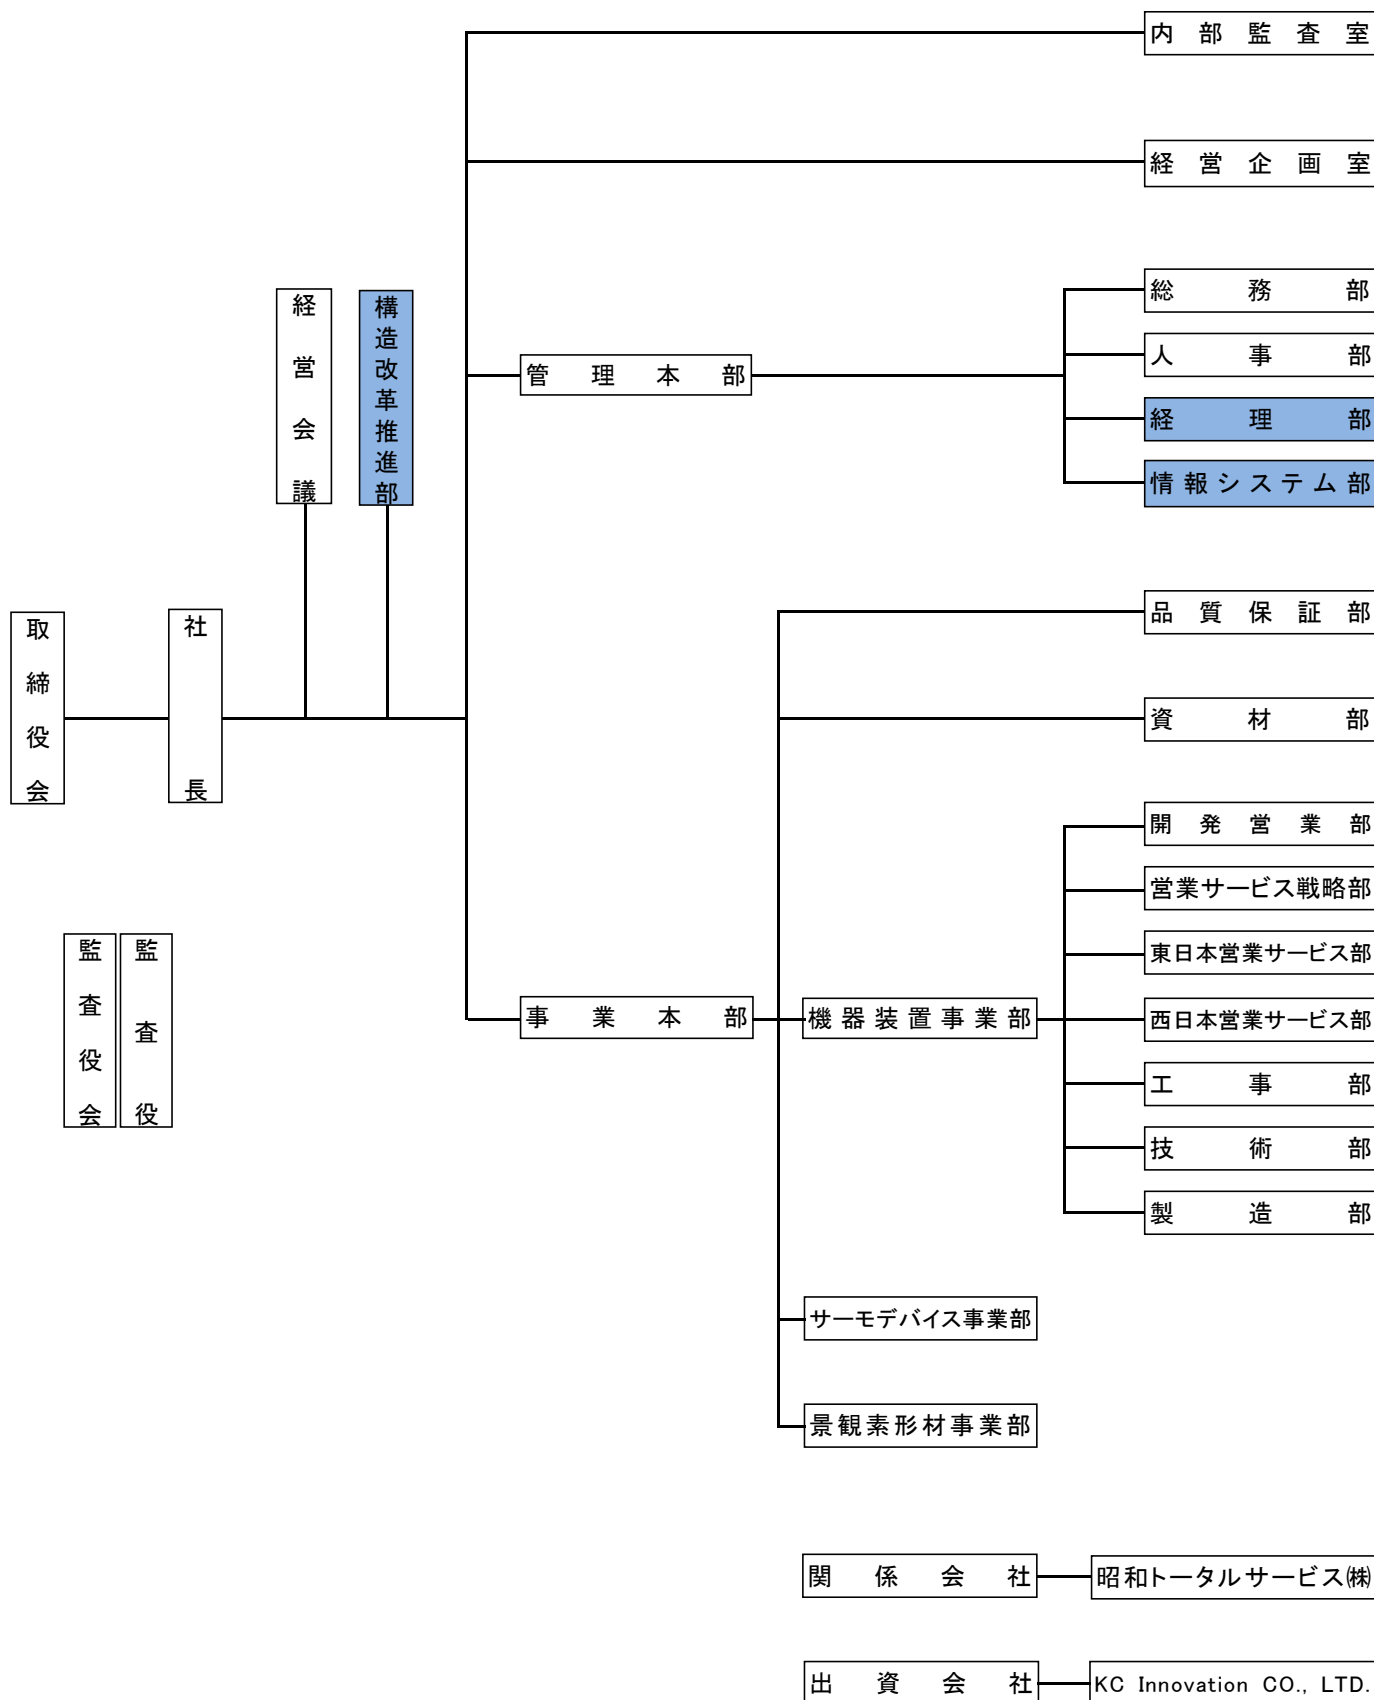 内部監査室
経営企画室
経営会議
構造改革推進部
総務部
人事部
管理本部
経理部
情報システム部
取締役会
社長
品質保証部
資材部
開発営業部
営業サービス戦略部
東日本営業サービス部
監査役会
監査役
事業本部
機器装置事業部
西日本営業サービス部
工事部
技術部
製造部
サーモデバイス事業部
景観素形材事業部
関係会社
昭和トータルサービス㈱
出資会社
KC Innovation CO., LTD.